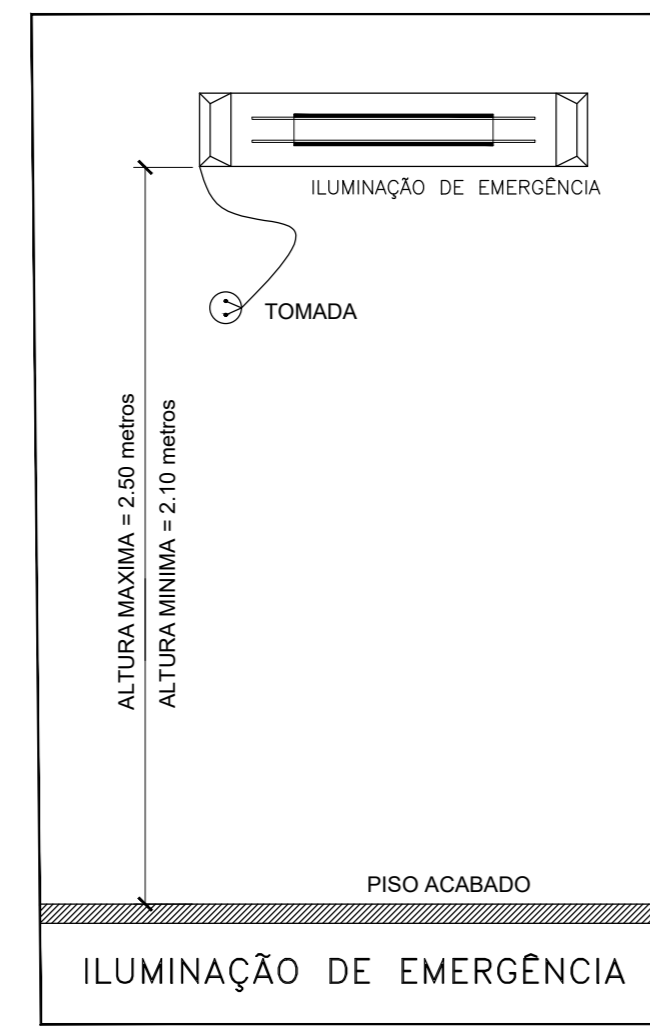 ILUMINAÇÃO DE EMERGÊNCIA
TOMADA
ALTURA MAXIMA = 2.50 metros
ALTURA MINIMA = 2.10 metros
PISO ACABADO
ILUMINAÇÃO DE EMERGÊNCIA